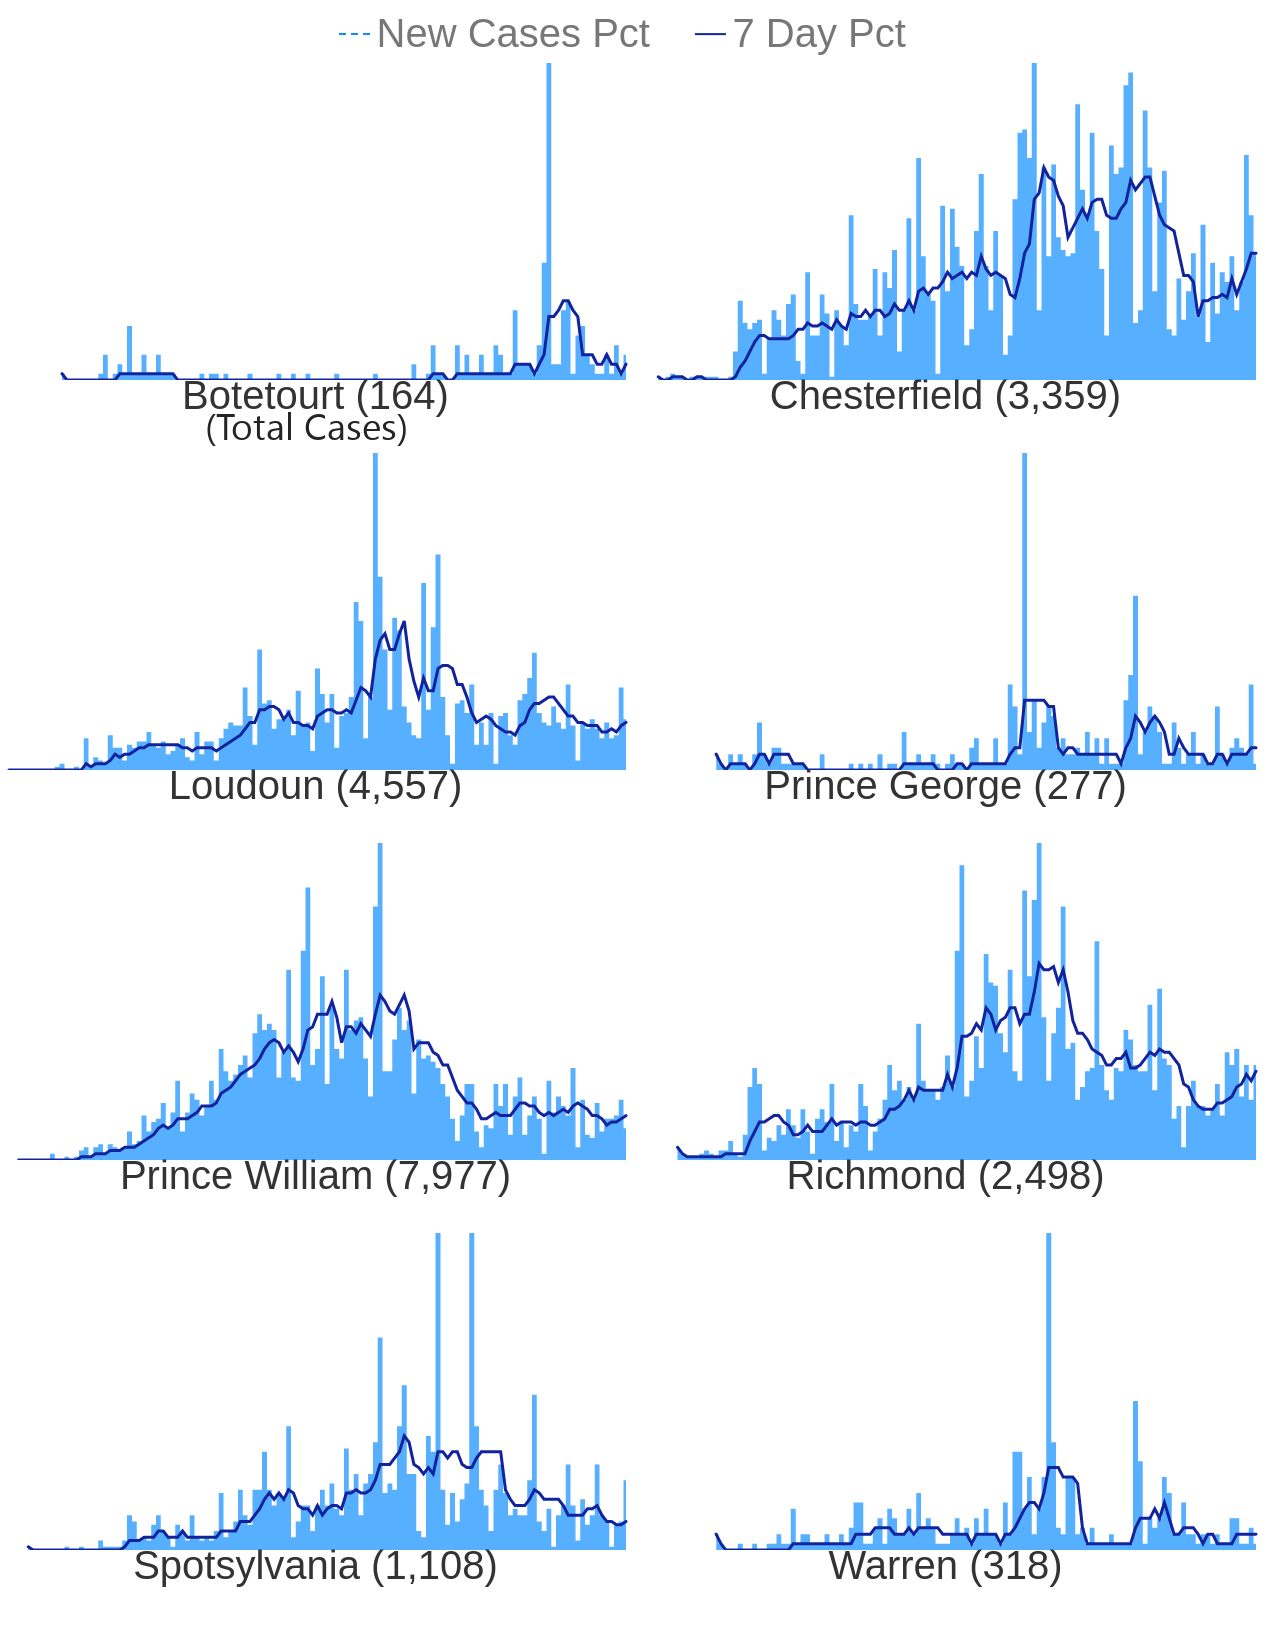 New Cases Pct 7 Day Pct
Botetourt (164) Chesterfield (3,359)
(Total Cases)
Loudoun (4,557) Prince George (277)
Prince William (7,977) Richmond (2,498)
Spotsylvania (1,108) Warren (318)